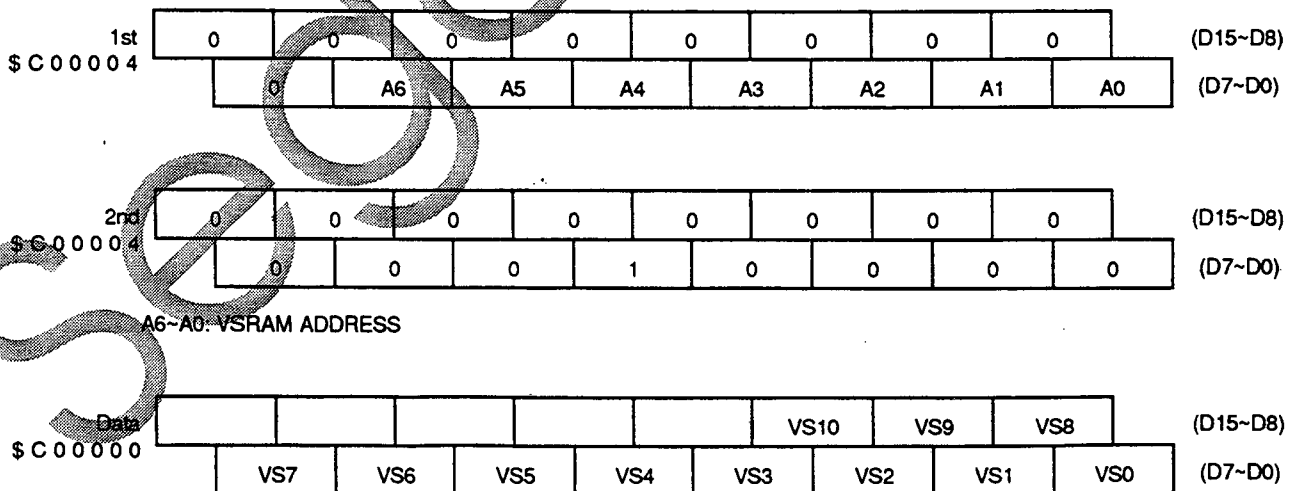 1st 0 0 0 0 0 0 0 0 (D15~D8)
$C00004
0 A6 A5 A4 A3 A2 A1 A0 (D7~D0)
2nd 0 0 0 0 0 0 0 0 (D15~D8)
$C00004
0 0 0 1 0 0 0 0 (D7~D0)
A6~A0: VSRAM ADDRESS
Data VS10 VS9 VS8 (D15~D8)
$C00000
VS7 VS6 VS5 VS4 VS3 VS2 VS1 VS0 (D7~D0)